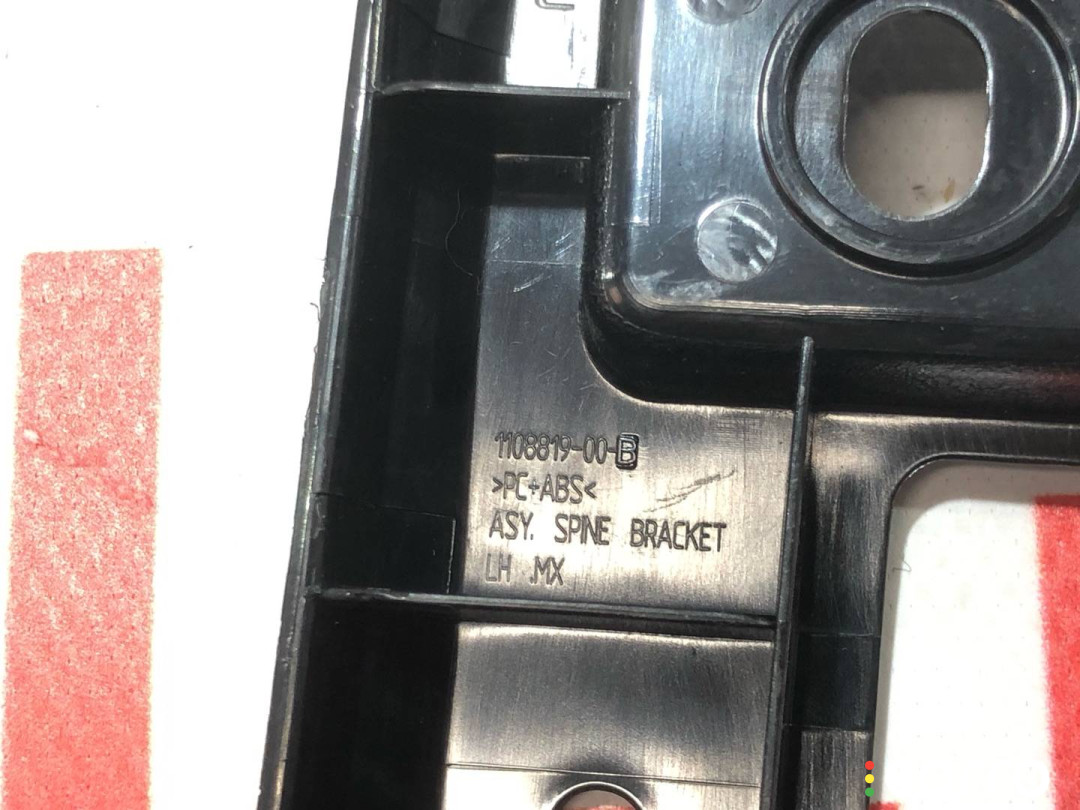 1108819-00-B
>PC+ABS<
ASY. SPINE BRACKET
LH .MX